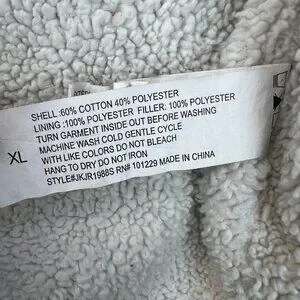 SHELL :60% COTTON 40% POLYESTER
LINING :100% POLYESTER FILLER: 100% POLYESTER
TURN GARMENT INSIDE OUT BEFORE WASHING
MACHINE WASH COLD GENTLE CYCLE
WITH LIKE COLORS DO NOT BLEACH
HANG TO DRY DO NOT IRON
STYLE#JKJR1988S RN# 101229 MADE IN CHINA
XL